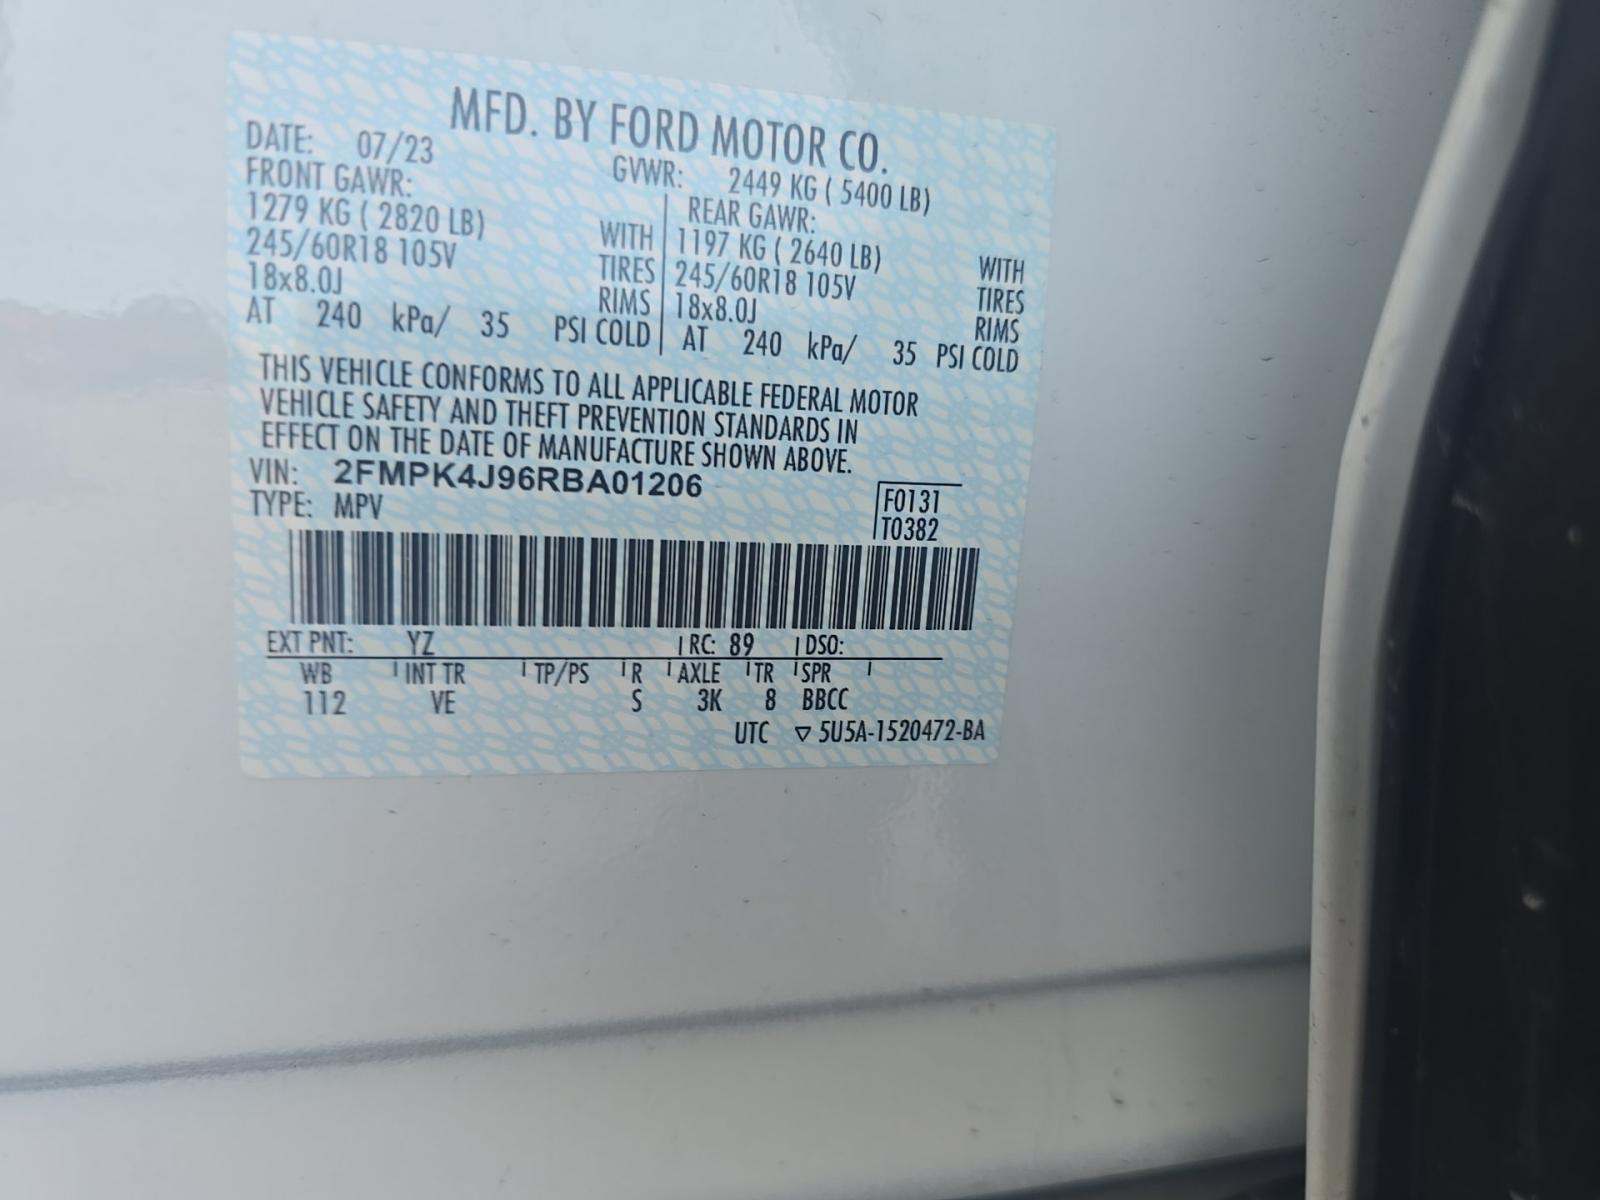 MFD. BY FORD MOTOR CO.
DATE: 07/23 GVWR: 2449 KG ( 5400 LB)
FRONT GAWR: REAR GAWR:
1279 KG ( 2820 LB) WITH 1197 KG ( 2640 LB) WITH
245/60R18 105V TIRES 245/60R18 105V TIRES
18x8.0J RIMS 18x8.0J RIMS
AT 240 kPa/ 35 PSI COLD AT 240 kPa/ 35 PSI COLD
THIS VEHICLE CONFORMS TO ALL APPLICABLE FEDERAL MOTOR
VEHICLE SAFETY AND THEFT PREVENTION STANDARDS IN
EFFECT ON THE DATE OF MANUFACTURE SHOWN ABOVE.
VIN: 2FMPK4J96RBA01206
TYPE: MPV
F0131
T0382
EXT PNT: YZ RC: 89 DSO:
WB INT TR TP/PS R AXLE TR SPR
112 VE S 3K 8 BBCC
UTC ▽ 5U5A-1520472-BA